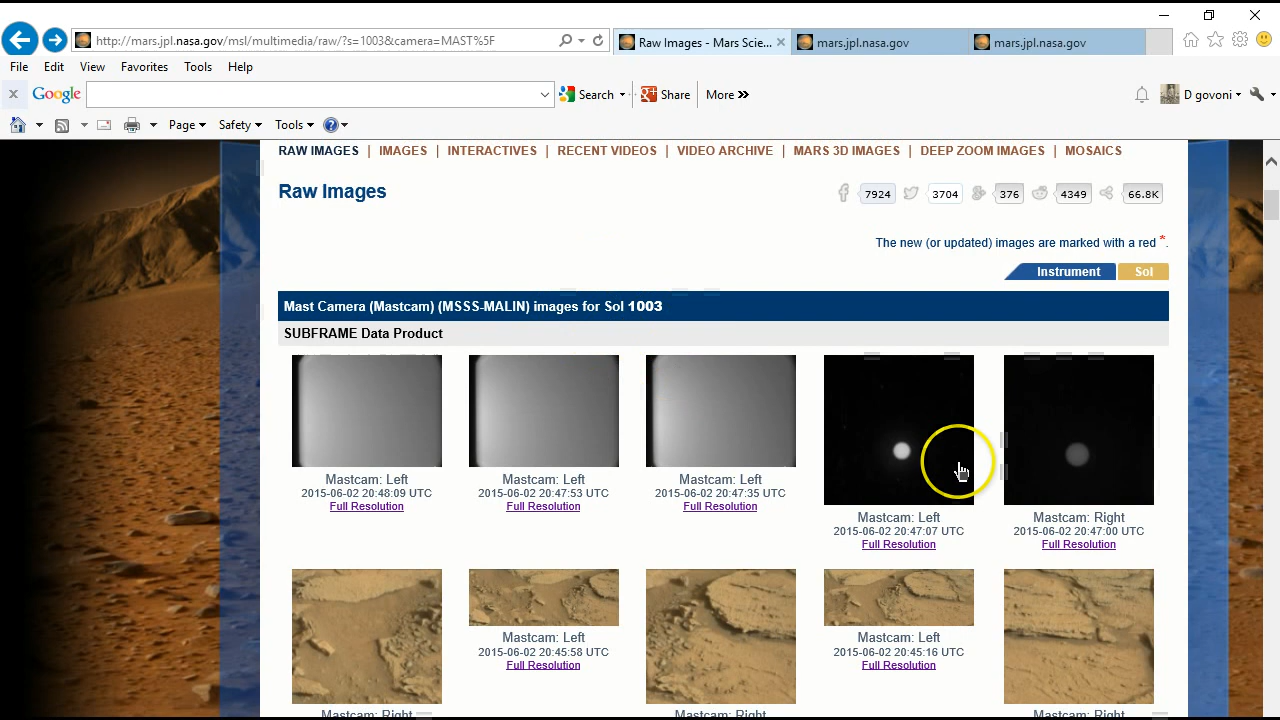 http://mars.jpl.nasa.gov/msl/multimedia/raw/?s=1003&camera=MAST%5F
Raw Images - Mars Scie...
mars.jpl.nasa.gov
mars.jpl.nasa.gov
File Edit View Favorites Tools Help
x Google Search Share More »
D govoni
Page Safety Tools
RAW IMAGES | IMAGES | INTERACTIVES | RECENT VIDEOS | VIDEO ARCHIVE | MARS 3D IMAGES | DEEP ZOOM IMAGES | MOSAICS
Raw Images
7924 3704 376 4349 66.8K
The new (or updated) images are marked with a red *.
Instrument Sol
Mast Camera (Mastcam) (MSSS-MALIN) images for Sol 1003
SUBFRAME Data Product
Mastcam: Left
2015-06-02 20:48:09 UTC
Full Resolution
Mastcam: Left
2015-06-02 20:47:53 UTC
Full Resolution
Mastcam: Left
2015-06-02 20:47:35 UTC
Full Resolution
Mastcam: Left
2015-06-02 20:47:07 UTC
Full Resolution
Mastcam: Right
2015-06-02 20:47:00 UTC
Full Resolution
Mastcam: Right
Mastcam: Left
2015-06-02 20:45:58 UTC
Full Resolution
Mastcam: Right
Mastcam: Left
2015-06-02 20:45:16 UTC
Full Resolution
Mastcam: Right